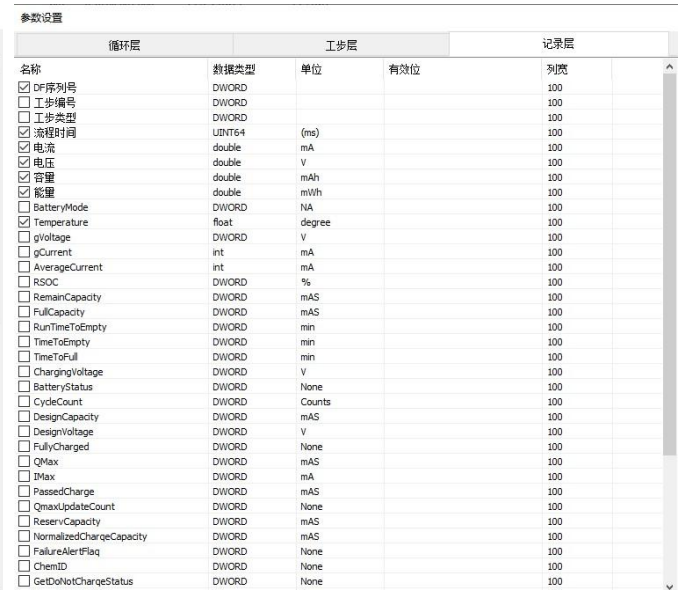 参数设置
循环层 工步层 记录层
名称 数据类型 单位 有效位 列宽
DF序列号 DWORD 100
工步编号 DWORD 100
工步类型 DWORD 100
流程时间 UINT64 (ms) 100
电流 double mA 100
电压 double V 100
容量 double mAh 100
能量 double mWh 100
BatteryMode DWORD NA 100
Temperature float degree 100
gVoltage DWORD V 100
gCurrent int mA 100
AverageCurrent int mA 100
RSOC DWORD % 100
RemainCapacity DWORD mAS 100
FullCapacity DWORD mAS 100
RunTimeToEmpty DWORD min 100
TimeToEmpty DWORD min 100
TimeToFull DWORD min 100
ChargingVoltage DWORD V 100
BatteryStatus DWORD None 100
CycleCount DWORD Counts 100
DesignCapacity DWORD mAS 100
DesignVoltage DWORD V 100
FullyCharged DWORD None 100
QMax DWORD mAS 100
IMax DWORD mA 100
PassedCharge DWORD mAS 100
QmaxUpdateCount DWORD None 100
ReservCapacity DWORD mAS 100
NormalizedChargeCapacity DWORD mAS 100
FailureAlertFlag DWORD None 100
ChemID DWORD None 100
GetDoNotChargeStatus DWORD None 100